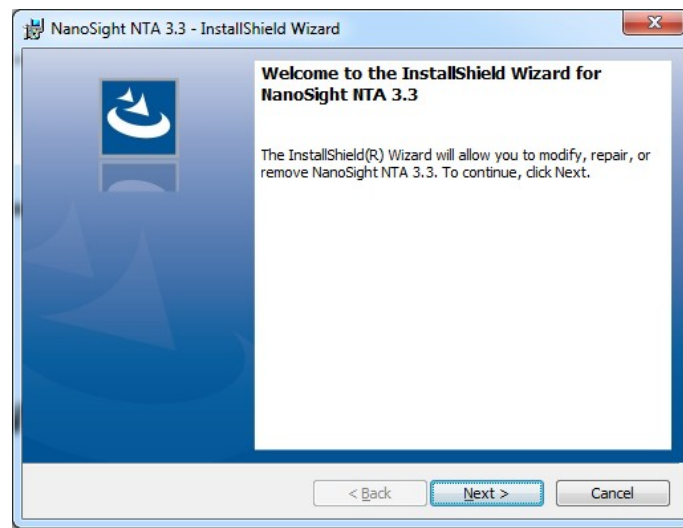 NanoSight NTA 3.3 - InstallShield Wizard
Welcome to the InstallShield Wizard for
NanoSight NTA 3.3
The InstallShield(R) Wizard will allow you to modify, repair, or
remove NanoSight NTA 3.3. To continue, click Next.
< Back Next > Cancel